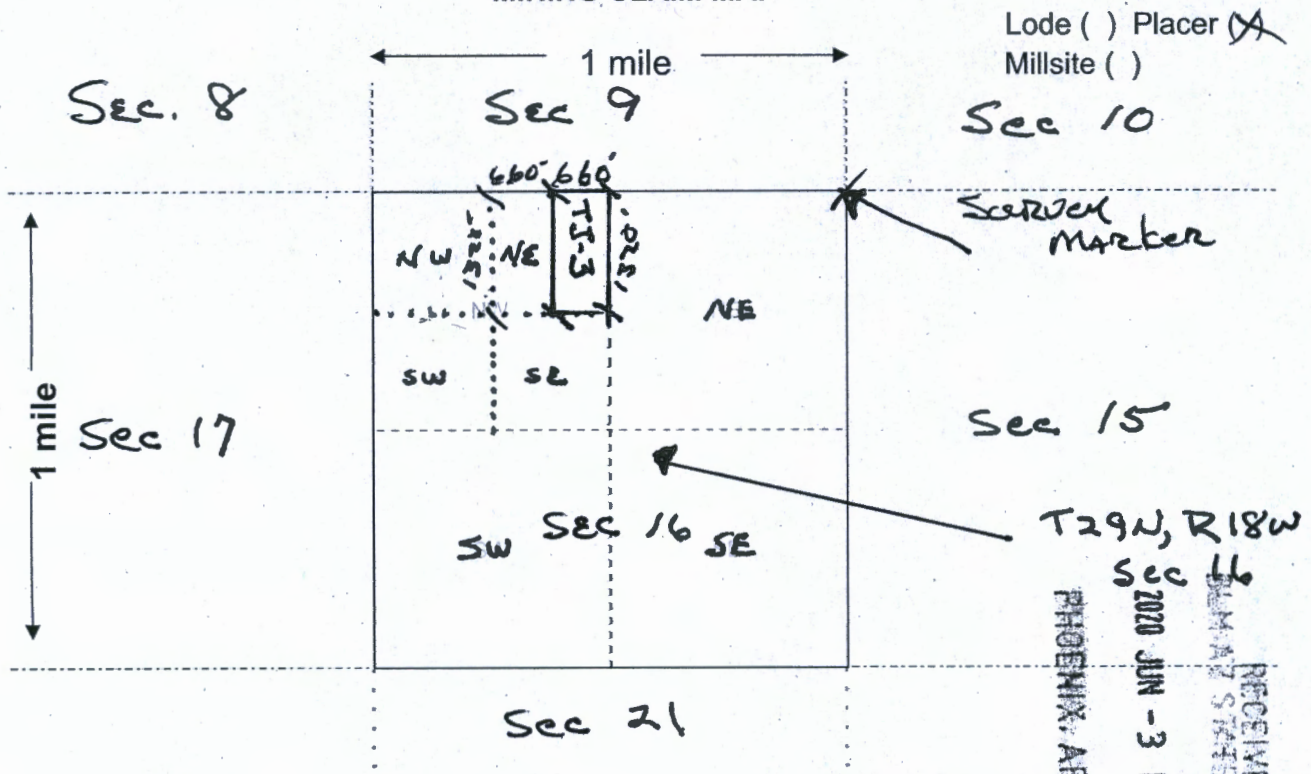 Lode ( ) Placer (X)
Millsite ( )
1 mile
Sec. 8
Sec 9
Sec 10
660' 660'
Survey
Marker
NW
1320'
NE
TJ-3
1320'
NE
SW
SE
1 mile
Sec 17
Sec 15
SW
Sec 16
SE
T29N, R18W
Sec 16
Sec 21
2020 JUN -3
PHOENIX, A